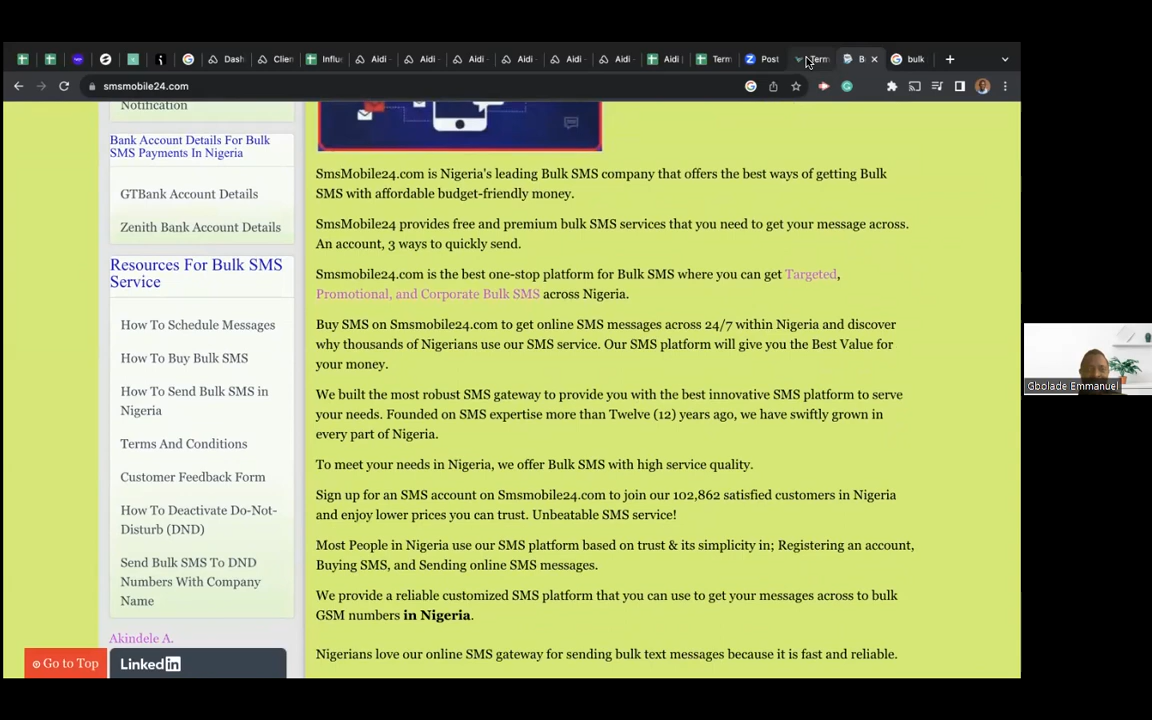 Dash
Clien
Influ
Aidi
Aidi
Aidi
Aidi
Aidi
Aidi
Aidi
Term
Post
Term
B
bulk
smsmobile24.com
Notification
Bank Account Details For Bulk
SMS Payments In Nigeria
GTBank Account Details
Zenith Bank Account Details
Resources For Bulk SMS
Service
How To Schedule Messages
How To Buy Bulk SMS
How To Send Bulk SMS in
Nigeria
Terms And Conditions
Customer Feedback Form
How To Deactivate Do-Not-
Disturb (DND)
Send Bulk SMS To DND
Numbers With Company
Name
Akindele A.
Go to Top
Linked in
SmsMobile24.com is Nigeria's leading Bulk SMS company that offers the best ways of getting Bulk
SMS with affordable budget-friendly money.
SmsMobile24 provides free and premium bulk SMS services that you need to get your message across.
An account, 3 ways to quickly send.
Smsmobile24.com is the best one-stop platform for Bulk SMS where you can get Targeted,
Promotional, and Corporate Bulk SMS across Nigeria.
Buy SMS on Smsmobile24.com to get online SMS messages across 24/7 within Nigeria and discover
why thousands of Nigerians use our SMS service. Our SMS platform will give you the Best Value for
your money.
We built the most robust SMS gateway to provide you with the best innovative SMS platform to serve
your needs. Founded on SMS expertise more than Twelve (12) years ago, we have swiftly grown in
every part of Nigeria.
To meet your needs in Nigeria, we offer Bulk SMS with high service quality.
Sign up for an SMS account on Smsmobile24.com to join our 102,862 satisfied customers in Nigeria
and enjoy lower prices you can trust. Unbeatable SMS service!
Most People in Nigeria use our SMS platform based on trust & its simplicity in; Registering an account,
Buying SMS, and Sending online SMS messages.
We provide a reliable customized SMS platform that you can use to get your messages across to bulk
GSM numbers in Nigeria.
Nigerians love our online SMS gateway for sending bulk text messages because it is fast and reliable.
Gbolade Emmanuel